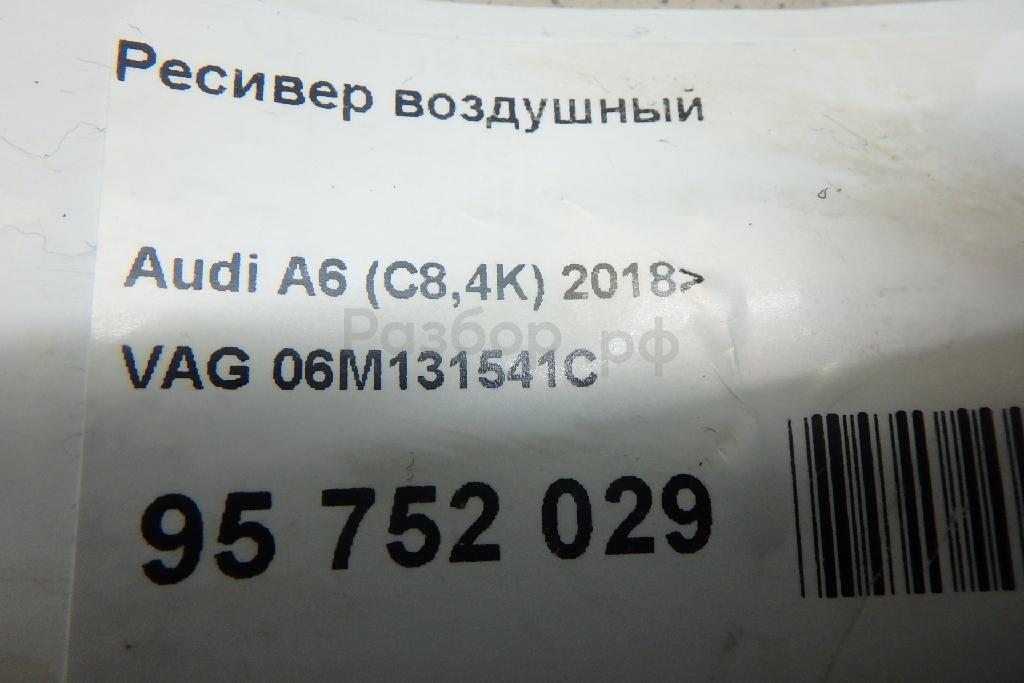 Ресивер воздушный
Audi A6 (C8,4K) 2018>
Разбор.рф
VAG 06M131541C
95 752 029